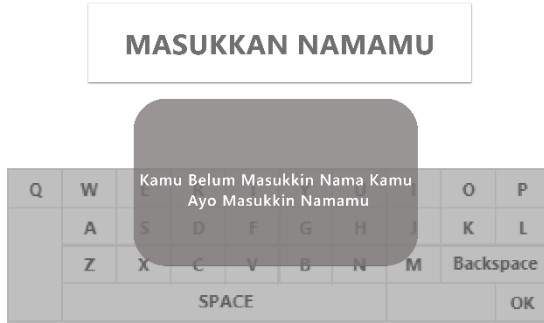 MASUKKAN NAMAMU
Kamu Belum Masukkin Nama Kamu
Ayo Masukkin Namamu
Q W E R T Y U I O P
A S D F G H J K L
Z X C V B N M Backspace
SPACE OK